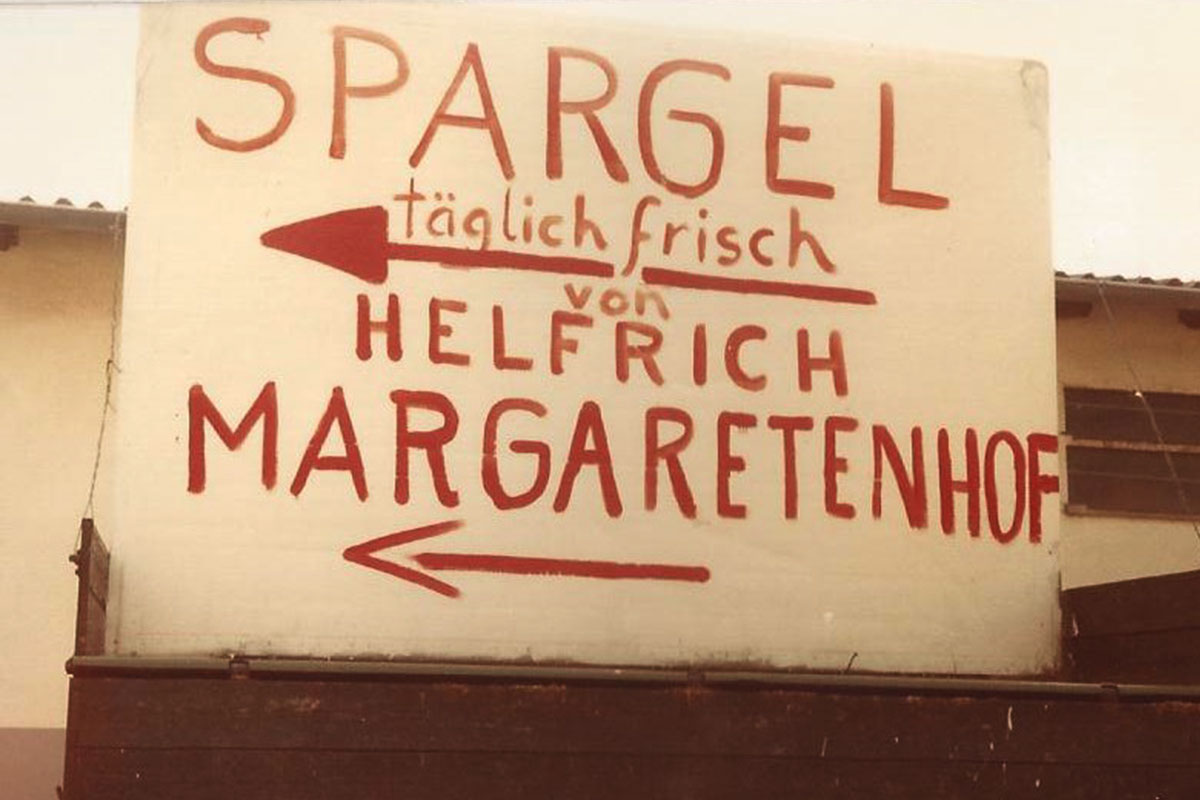 SPARGEL
täglich frisch
von
HELFRICH
MARGARETENHOF